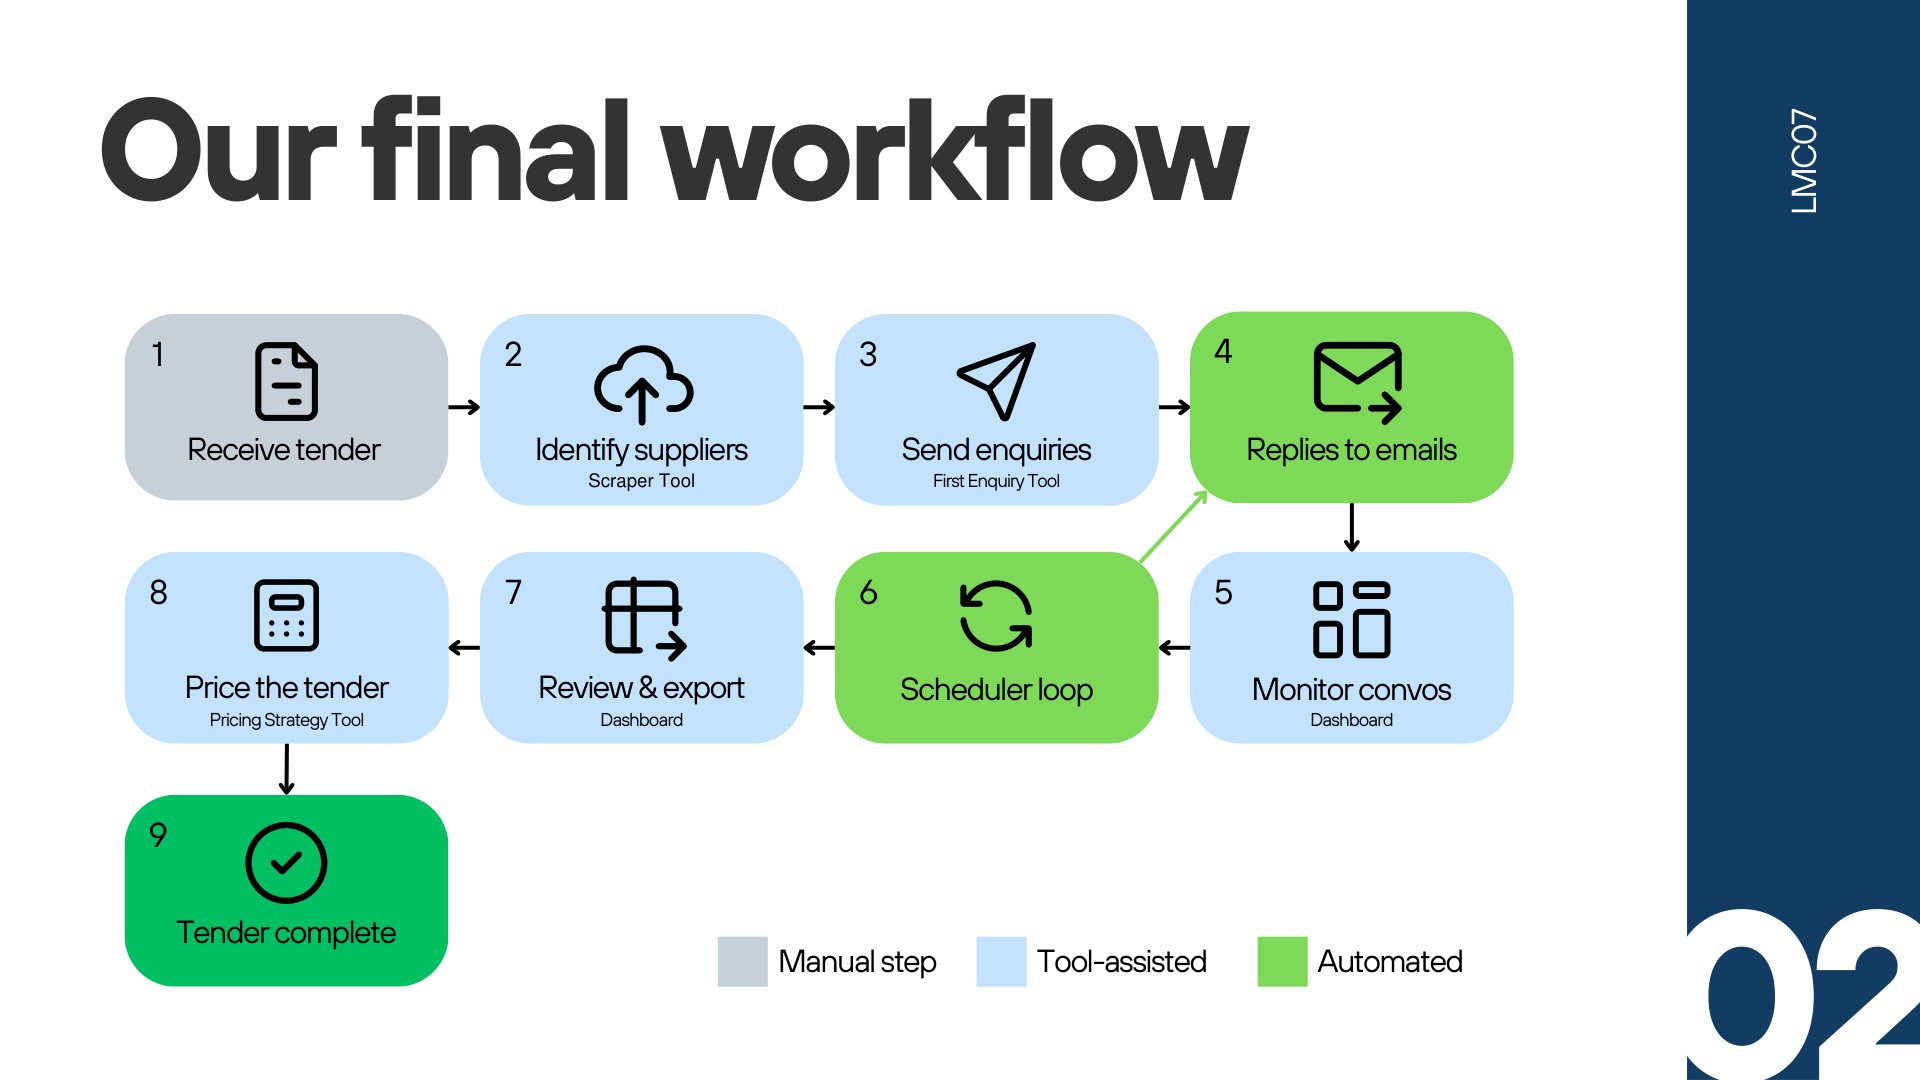 Our final workflow
LMC07
1
Receive tender
2
Identify suppliers
Scraper Tool
3
Send enquiries
First Enquiry Tool
4
Replies to emails
8
Price the tender
Pricing Strategy Tool
7
Review & export
Dashboard
6
Scheduler loop
5
Monitor convos
Dashboard
9
Tender complete
Manual step
Tool-assisted
Automated
02